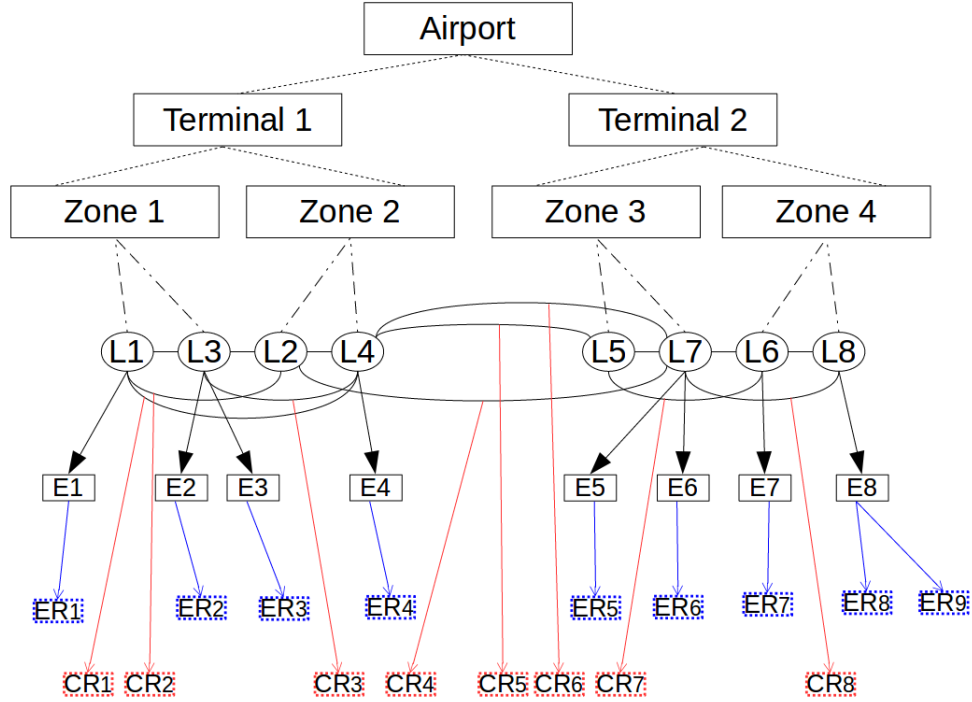 Airport
Terminal 1 Terminal 2
Zone 1 Zone 2 Zone 3 Zone 4
L1 L3 L2 L4 L5 L7 L6 L8
E1 E2 E3 E4 E5 E6 E7 E8
ER1 ER2 ER3 ER4 ER5 ER6 ER7 ER8 ER9
CR1 CR2 CR3 CR4 CR5 CR6 CR7 CR8